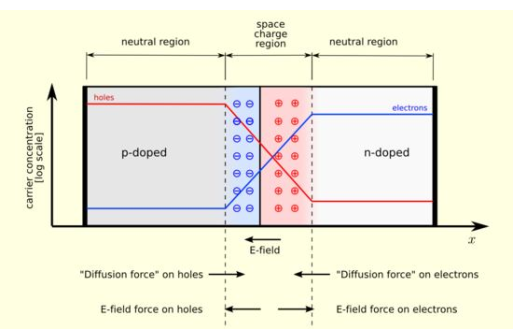 space
charge
region
neutral region
neutral region
holes
electrons
p-doped
n-doped
carrier concentration
[log scale]
x
E-field
"Diffusion force" on holes
"Diffusion force" on electrons
E-field force on holes
E-field force on electrons